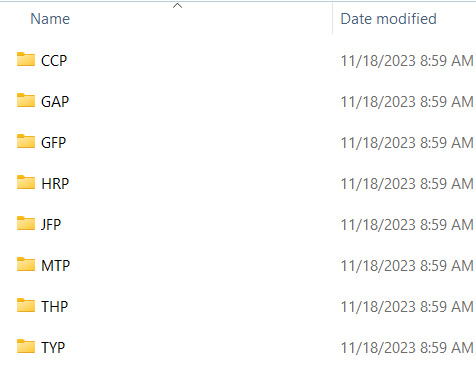 Name Date modified
CCP 11/18/2023 8:59 AM
GAP 11/18/2023 8:59 AM
GFP 11/18/2023 8:59 AM
HRP 11/18/2023 8:59 AM
JFP 11/18/2023 8:59 AM
MTP 11/18/2023 8:59 AM
THP 11/18/2023 8:59 AM
TYP 11/18/2023 8:59 AM